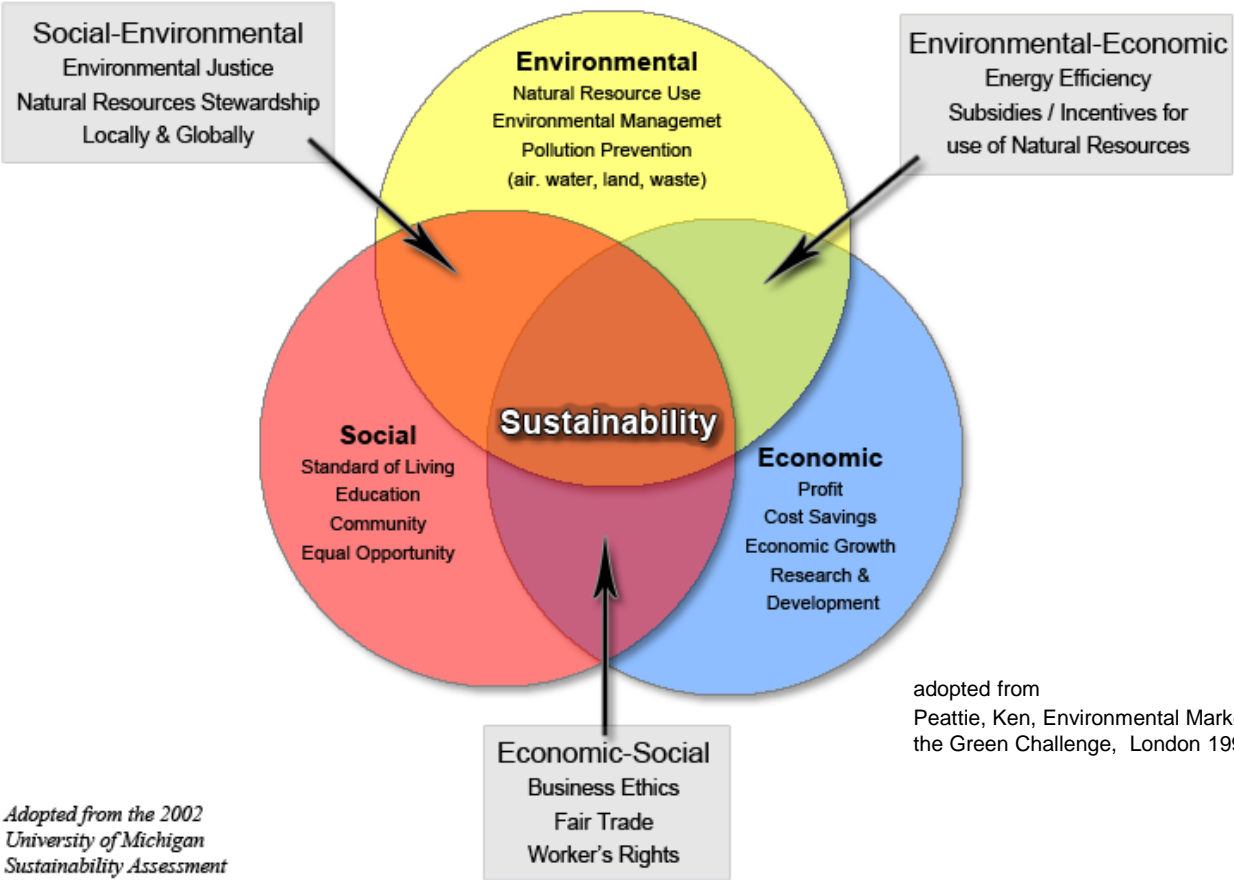 Social-Environmental
Environmental Justice
Natural Resources Stewardship
Locally & Globally
Environmental
Natural Resource Use
Environmental Managemet
Pollution Prevention
(air. water, land, waste)
Environmental-Economic
Energy Efficiency
Subsidies / Incentives for
use of Natural Resources
Sustainability
Social
Standard of Living
Education
Community
Equal Opportunity
Economic
Profit
Cost Savings
Economic Growth
Research &
Development
Economic-Social
Business Ethics
Fair Trade
Worker's Rights
adopted from
Peattie, Ken, Environmental
the Green Challenge, London
Adopted from the 2002
University of Michigan
Sustainability Assessment